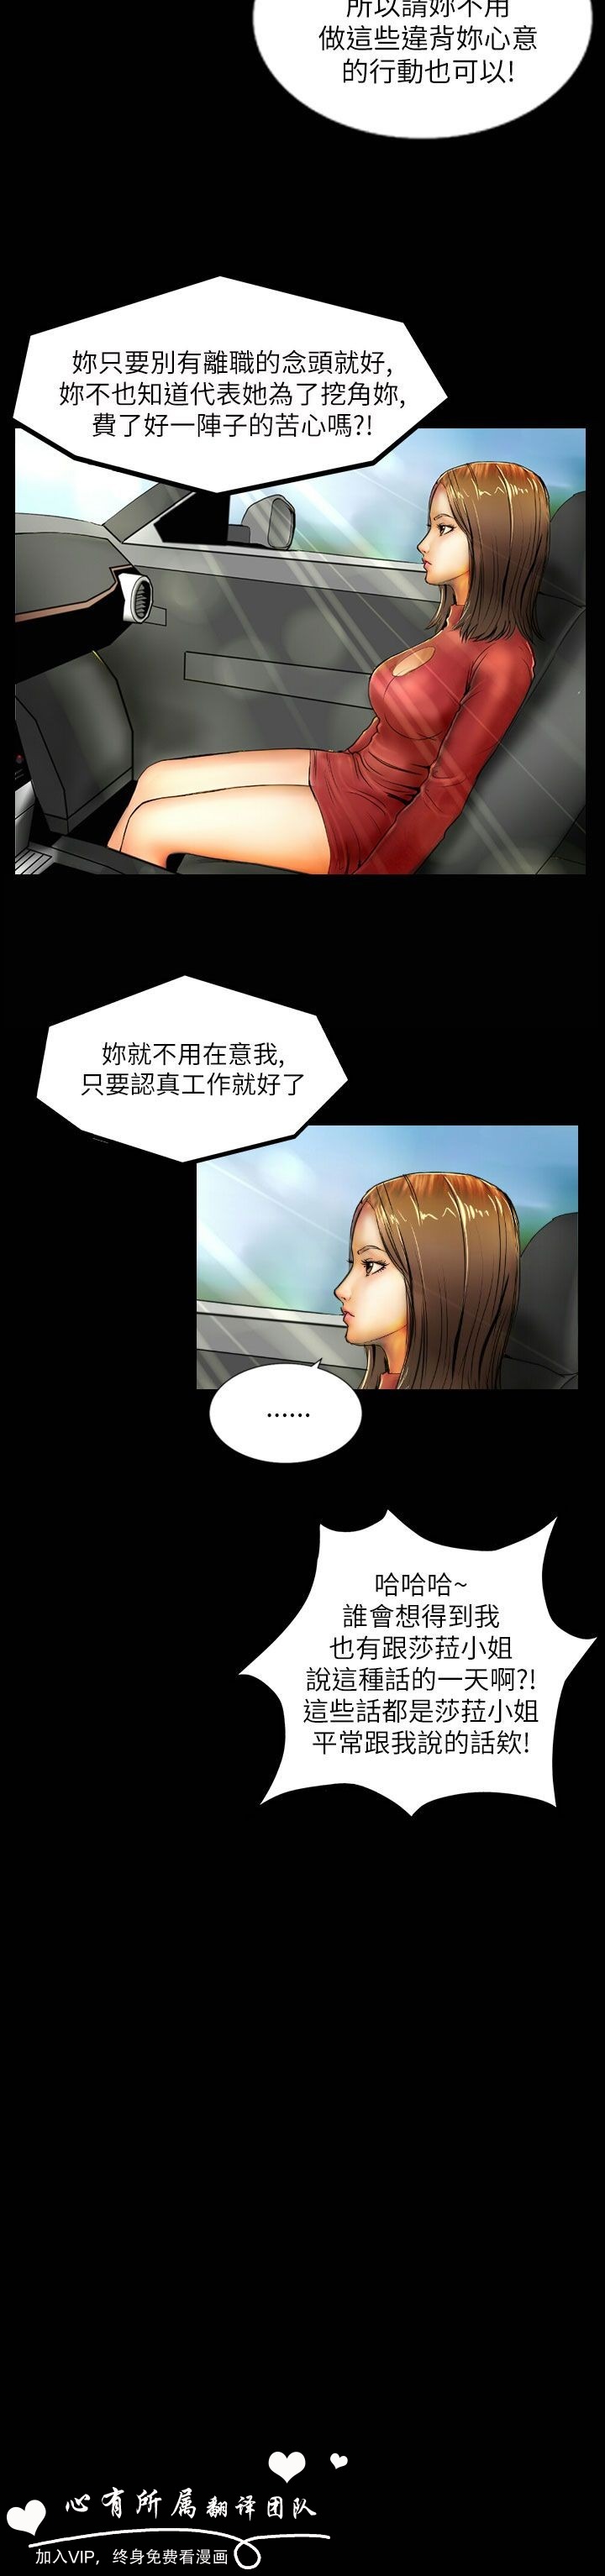 所以請妳不用
做這些違背妳心意
的行動也可以!
妳只要別有離職的念頭就好,
妳不也知道代表她為了挖角妳,
費了好一陣子的苦心嗎?!
妳就不用在意我,
只要認真工作就好了
......
哈哈哈~
誰會想得到我
也有跟莎菈小姐
說這種話的一天啊?!
這些話都是莎菈小姐
平常跟我說的話欸!
心有所属翻译团队
加入VIP，终身免费看漫画